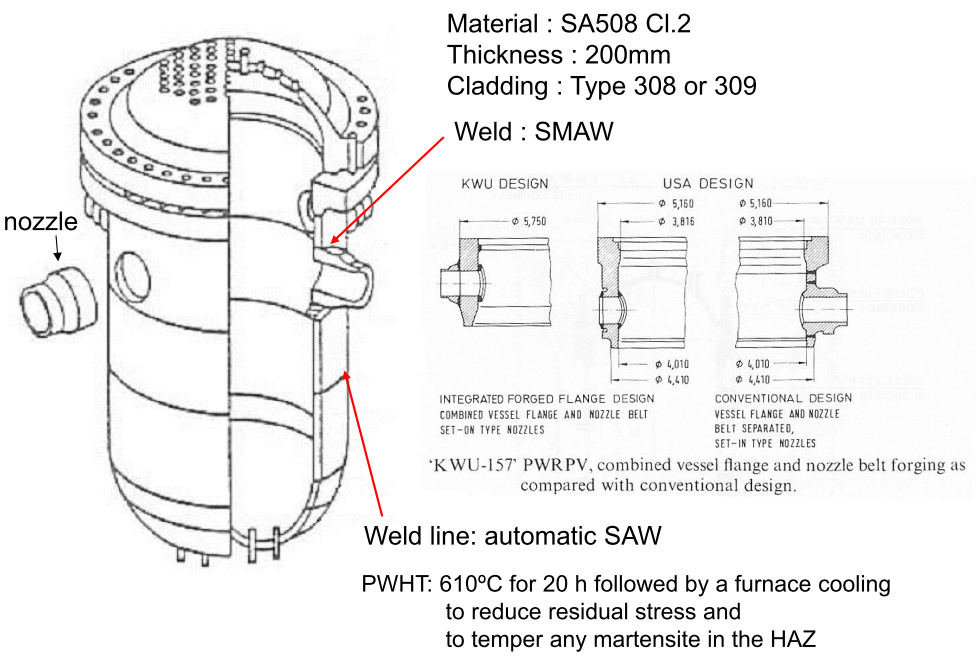 Material : SA508 Cl.2
Thickness : 200mm
Cladding : Type 308 or 309
Weld : SMAW
nozzle
KWU DESIGN
USA DESIGN
ϕ 5,750
ϕ 5,160
ϕ 3,816
ϕ 5,160
ϕ 3,810
ϕ 4,010
ϕ 4,410
ϕ 4,010
ϕ 4,410
INTEGRATED FORGED FLANGE DESIGN
COMBINED VESSEL FLANGE AND NOZZLE BELT
SET-ON TYPE NOZZLES
CONVENTIONAL DESIGN
VESSEL FLANGE AND NOZZLE
BELT SEPARATED,
SET-IN TYPE NOZZLES
‘KWU-157’ PWRPV, combined vessel flange and nozzle belt forging as
compared with conventional design.
Weld line: automatic SAW
PWHT: 610ºC for 20 h followed by a furnace cooling
to reduce residual stress and
to temper any martensite in the HAZ